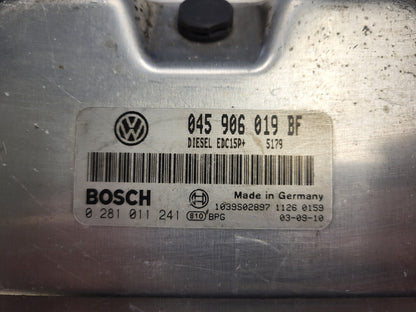 045 906 019 BF
DIESEL EDC15P+ 5179
BOSCH
Made in Germany
0 281 011 241
e10 BPG
1039S02897 1126 0159
03-09-10